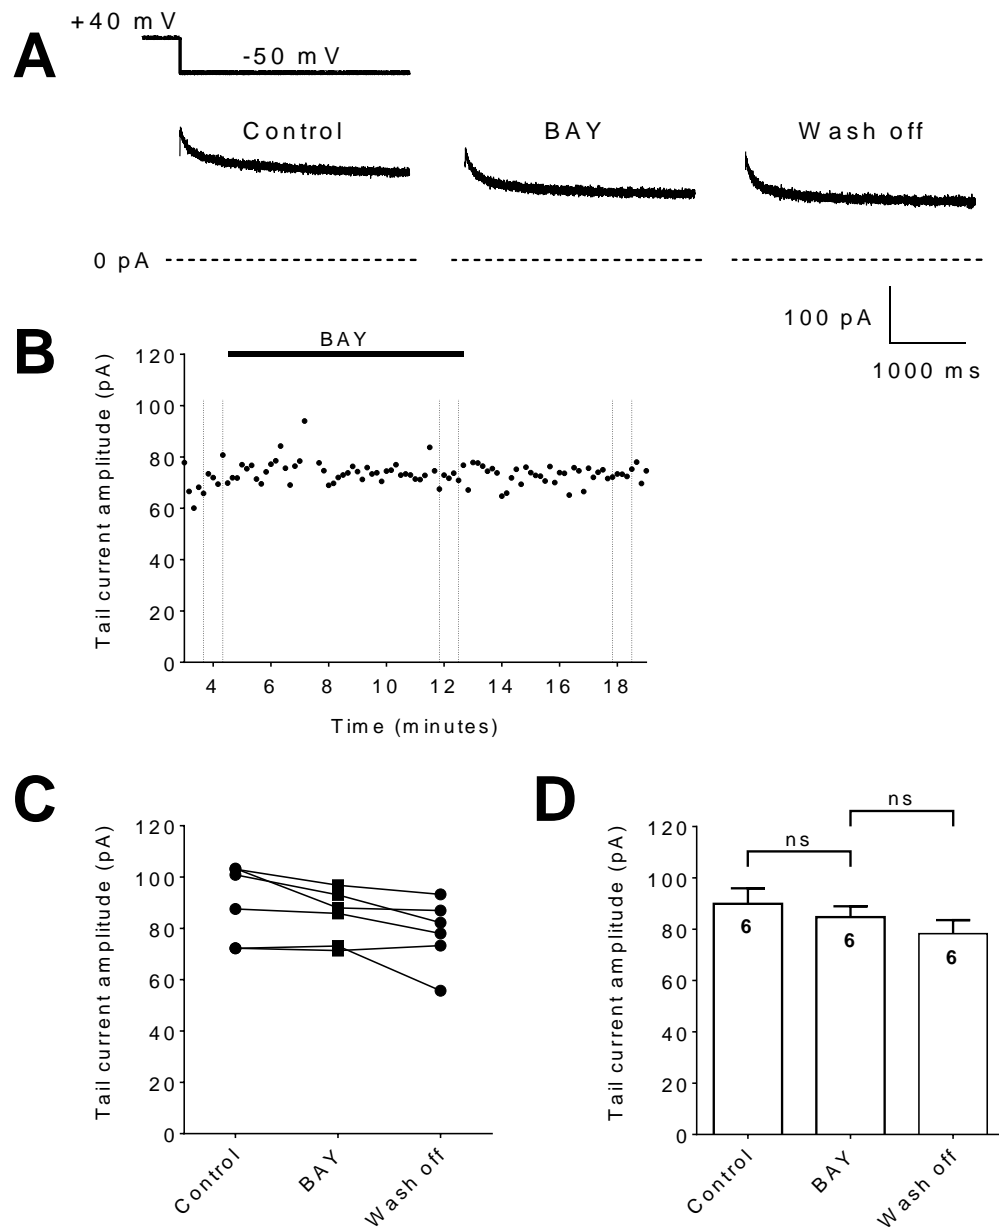 A
+40 mV
-50 mV
Control
BAY
Wash off
0 pA
100 pA
1000 ms
B
BAY
Tail current amplitude (pA)
120
100
80
60
40
20
0
4 6 8 10 12 14 16 18
Time (minutes)
C
Tail current amplitude (pA)
120
100
80
60
40
20
0
Control
BAY
Wash off
D
Tail current amplitude (pA)
120
100
80
60
40
20
0
ns
ns
6
6
6
Control
BAY
Wash off